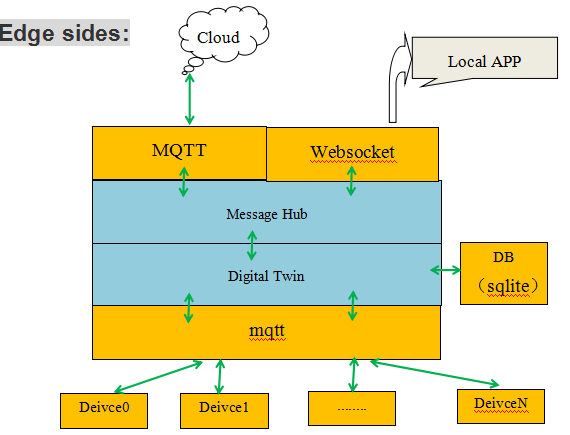 Edge sides:
Cloud
Local APP
MQTT
Websocket
Message Hub
Digital Twin
DB
（sqlite）
mqtt
Deivce0
Deivce1
........
DeivceN